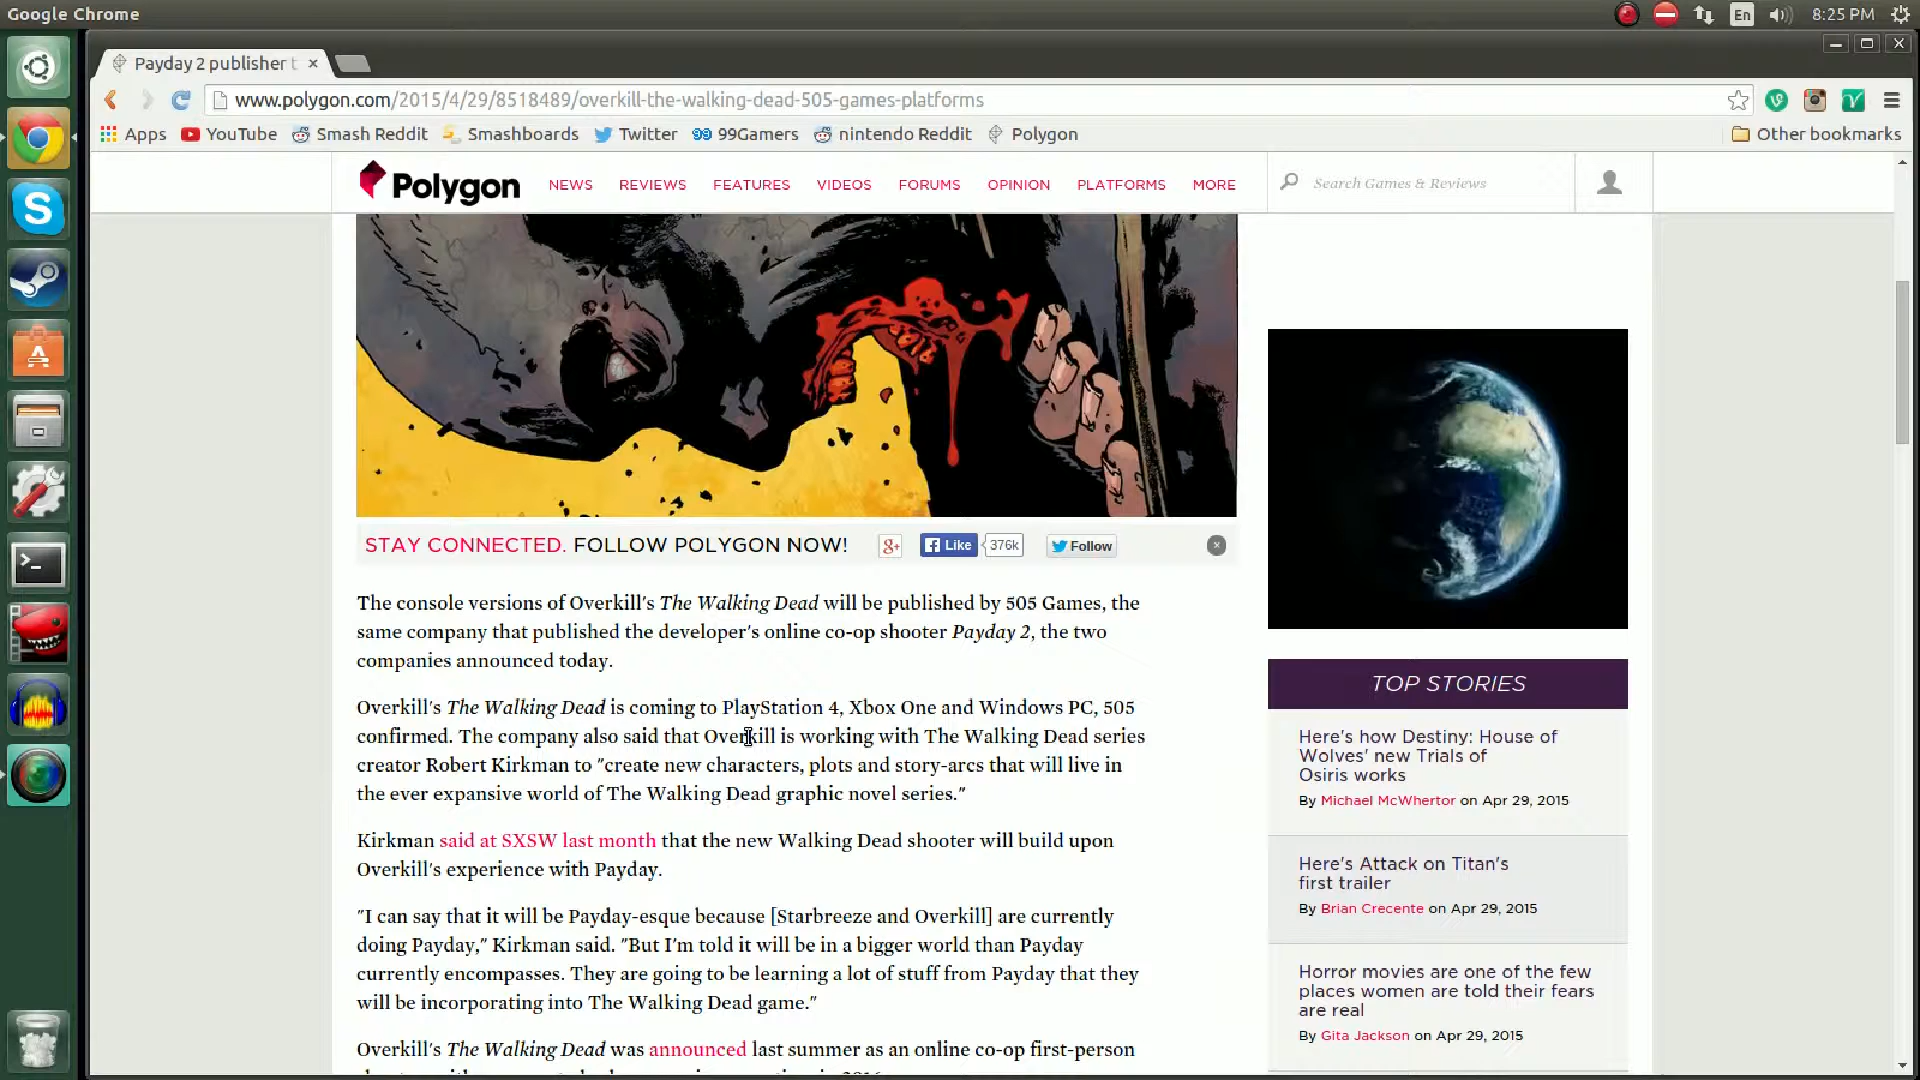 Google Chrome
En
8:25 PM
Payday 2 publisher t
www.polygon.com/2015/4/29/8518489/overkill-the-walking-dead-505-games-platforms
Apps
YouTube
Smash Reddit
Smashboards
Twitter
99Gamers
nintendo Reddit
Polygon
Other bookmarks
Polygon
NEWS
REVIEWS
FEATURES
VIDEOS
FORUMS
OPINION
PLATFORMS
MORE
Search Games & Reviews
STAY CONNECTED. FOLLOW POLYGON NOW!
Like
376k
Follow
The console versions of Overkill's The Walking Dead will be published by 505 Games, the
same company that published the developer's online co-op shooter Payday 2, the two
companies announced today.
Overkill's The Walking Dead is coming to PlayStation 4, Xbox One and Windows PC, 505
confirmed. The company also said that Overkill is working with The Walking Dead series
creator Robert Kirkman to "create new characters, plots and story-arcs that will live in
the ever expansive world of The Walking Dead graphic novel series."
Kirkman said at SXSW last month that the new Walking Dead shooter will build upon
Overkill's experience with Payday.
"I can say that it will be Payday-esque because [Starbreeze and Overkill] are currently
doing Payday," Kirkman said. "But I'm told it will be in a bigger world than Payday
currently encompasses. They are going to be learning a lot of stuff from Payday that they
will be incorporating into The Walking Dead game."
Overkill's The Walking Dead was announced last summer as an online co-op first-person
TOP STORIES
Here's how Destiny: House of
Wolves' new Trials of
Osiris works
By Michael McWhertor on Apr 29, 2015
Here's Attack on Titan's
first trailer
By Brian Crecente on Apr 29, 2015
Horror movies are one of the few
places women are told their fears
are real
By Gita Jackson on Apr 29, 2015